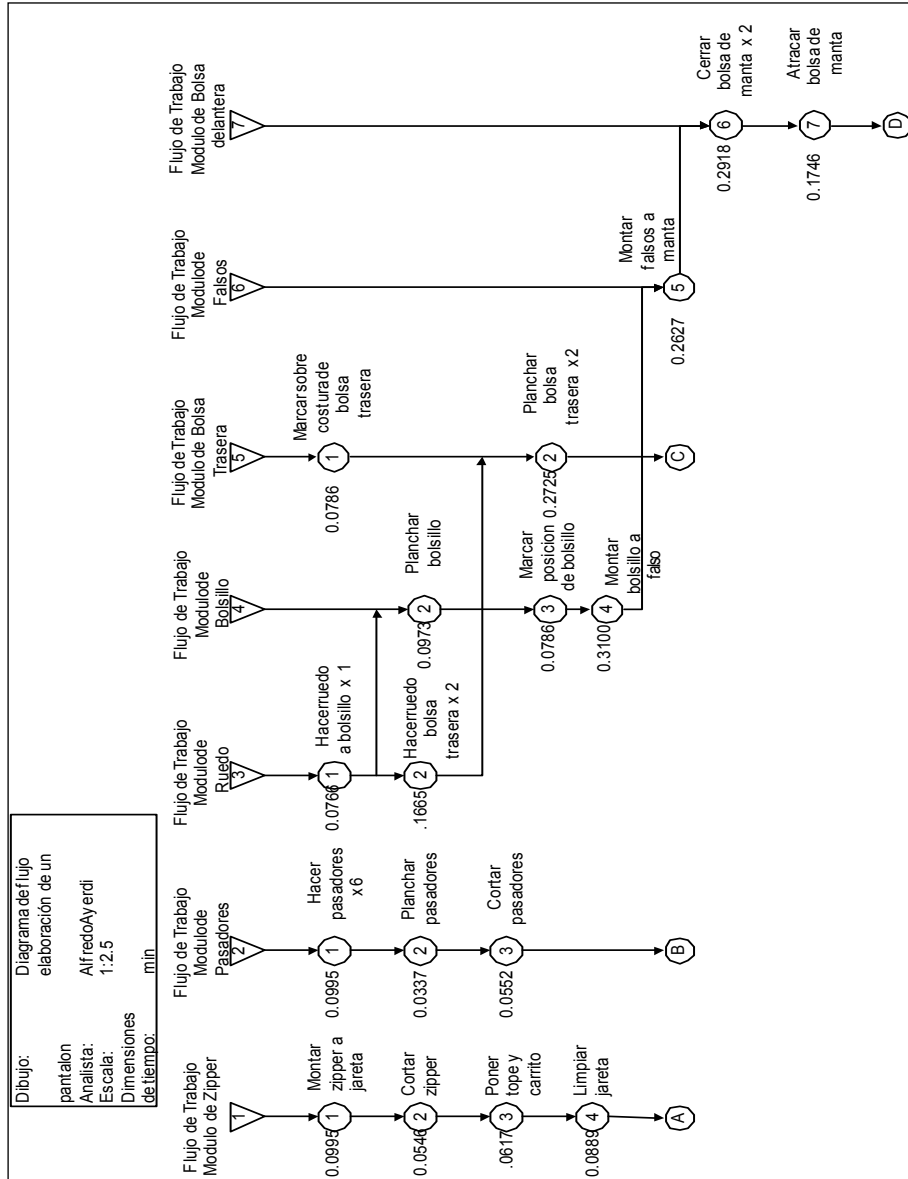 Dibujo: Diagrama de flujo
elaboración de un
pantalon
Analista: Alfredo Ayerdi
Escala: 1:2.5
Dimensiones
de tiempo: min
Flujo de Trabajo
Modulo de Zipper
1
0.0995
1
Montar
zipper a
jareta
0.0546
2
Cortar
zipper
.0617
3
Poner
tope y
carrito
0.0889
4
Limpiar
jareta
A
Flujo de Trabajo
Modulo de
Pasadores
2
0.0995
1
Hacer
pasadores
x 6
0.0337
2
Planchar
pasadores
0.0552
3
Cortar
pasadores
B
Flujo de Trabajo
Modulo de
Ruedo
3
0.0766
1
Hacer ruedo
a bolsillo x 1
.1665
2
Hacer ruedo
bolsa
trasera x 2
Flujo de Trabajo
Modulo de
Bolsillo
4
0.0973
2
Planchar
bolsillo
0.0786
3
Marcar
posicion
de bolsillo
0.3100
4
Montar
bolsillo a
falso
Flujo de Trabajo
Modulo de Bolsa
Trasera
5
0.0786
1
Marcar sobre
costura de
bolsa
trasera
0.2725
2
Planchar
bolsa
trasera x 2
C
Flujo de Trabajo
Modulo de
Falsos
6
0.2627
5
Montar
falsos a
manta
Flujo de Trabajo
Modulo de Bolsa
delantera
7
0.2918
6
Cerrar
bolsa de
manta x 2
0.1746
7
Atracar
bolsa de
manta
D